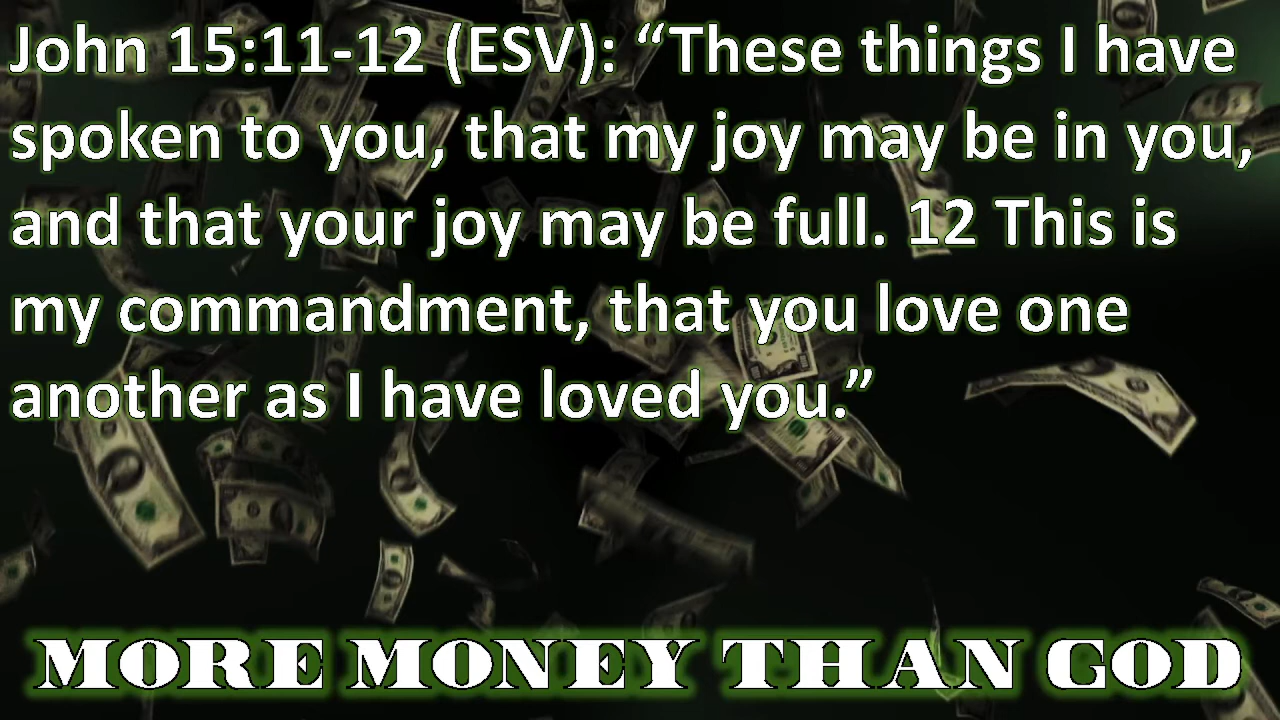 John 15:11-12 (ESV): “These things I have
spoken to you, that my joy may be in you,
and that your joy may be full. 12 This is
my commandment, that you love one
another as I have loved you.”
MORE MONEY THAN GOD